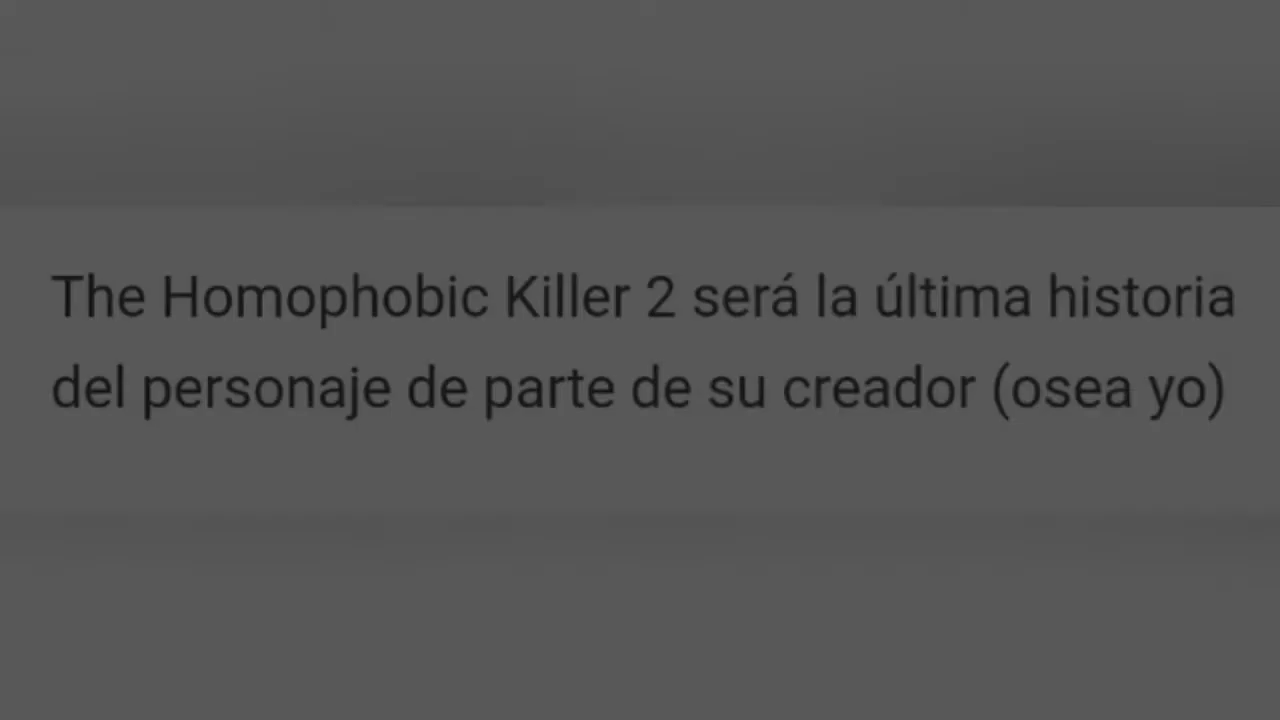 The Homophobic Killer 2 será la última historia
del personaje de parte de su creador (osea yo)